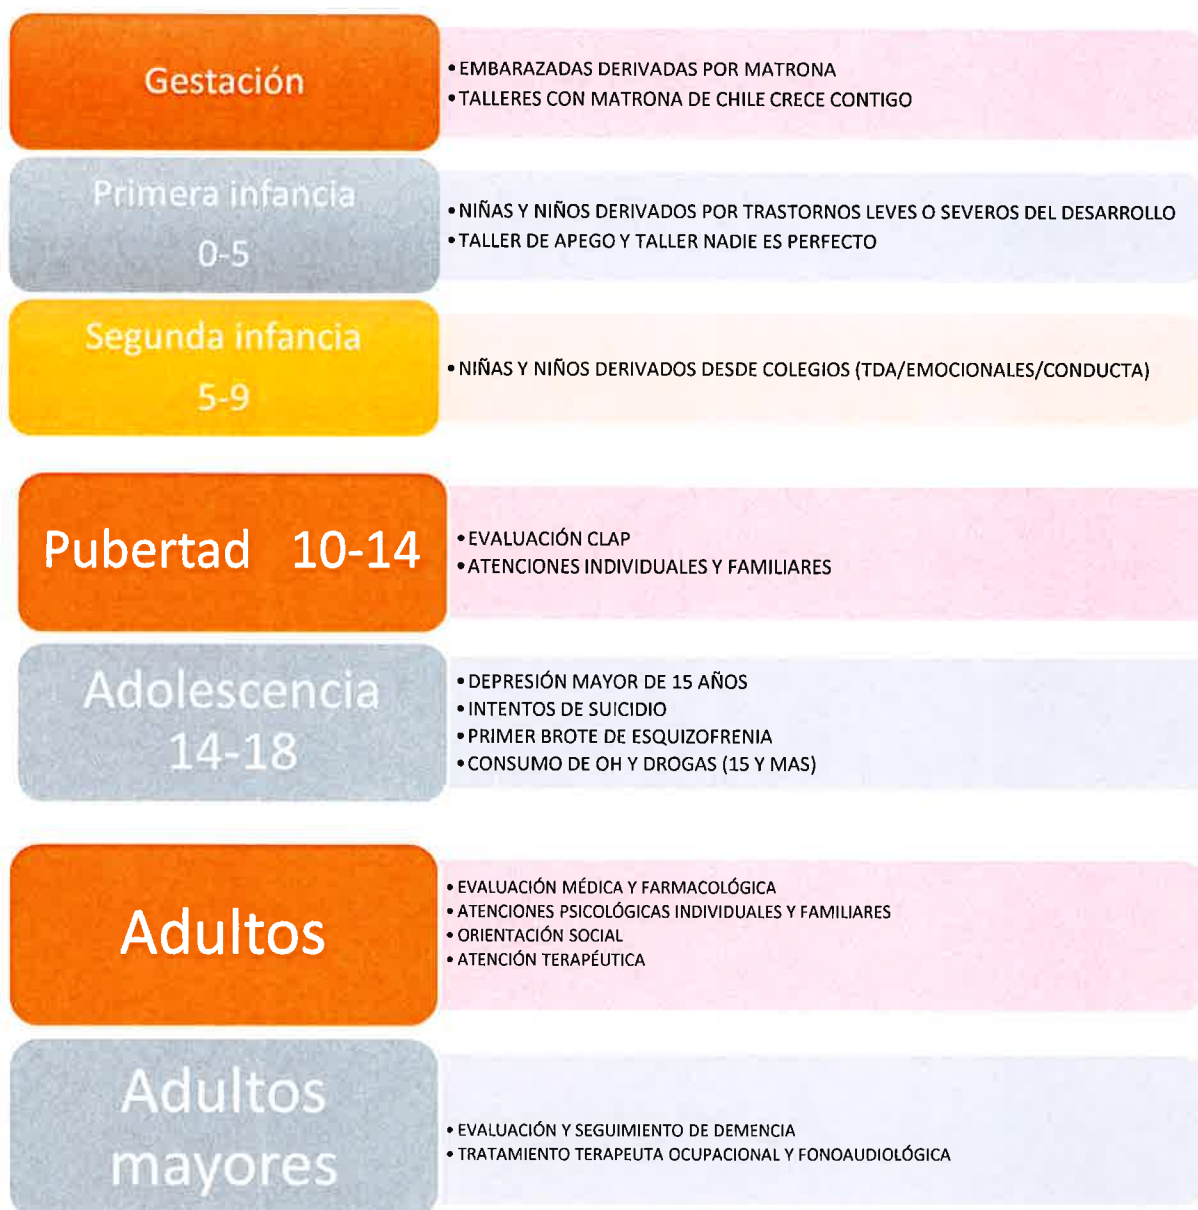 Gestación
• EMBARAZADAS DERIVADAS POR MATRONA
• TALLERES CON MATRONA DE CHILE CRECE CONTIGO
Primera infancia
0-5
• NIÑAS Y NIÑOS DERIVADOS POR TRASTORNOS LEVES O SEVEROS DEL DESARROLLO
• TALLER DE APEGO Y TALLER NADIE ES PERFECTO
Segunda infancia
5-9
• NIÑAS Y NIÑOS DERIVADOS DESDE COLEGIOS (TDA/EMOCIONALES/CONDUCTA)
Pubertad 10-14
• EVALUACIÓN CLAP
• ATENCIONES INDIVIDUALES Y FAMILIARES
Adolescencia
14-18
• DEPRESIÓN MAYOR DE 15 AÑOS
• INTENTOS DE SUICIDIO
• PRIMER BROTE DE ESQUIZOFRENIA
• CONSUMO DE OH Y DROGAS (15 Y MAS)
Adultos
• EVALUACIÓN MÉDICA Y FARMACOLÓGICA
• ATENCIONES PSICOLÓGICAS INDIVIDUALES Y FAMILIARES
• ORIENTACIÓN SOCIAL
• ATENCIÓN TERAPÉUTICA
Adultos
mayores
• EVALUACIÓN Y SEGUIMIENTO DE DEMENCIA
• TRATAMIENTO TERAPEUTA OCUPACIONAL Y FONOAUDIOLÓGICA